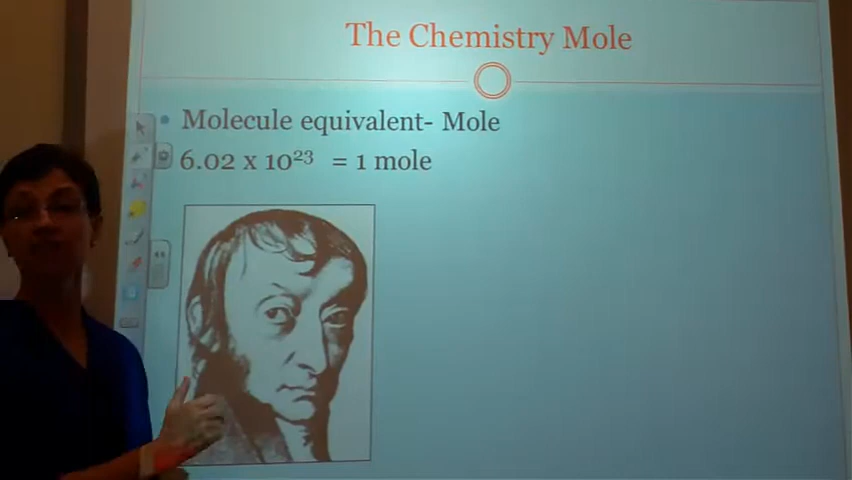 The Chemistry Mole
Molecule equivalent- Mole
6.02 x 10²³ = 1 mole